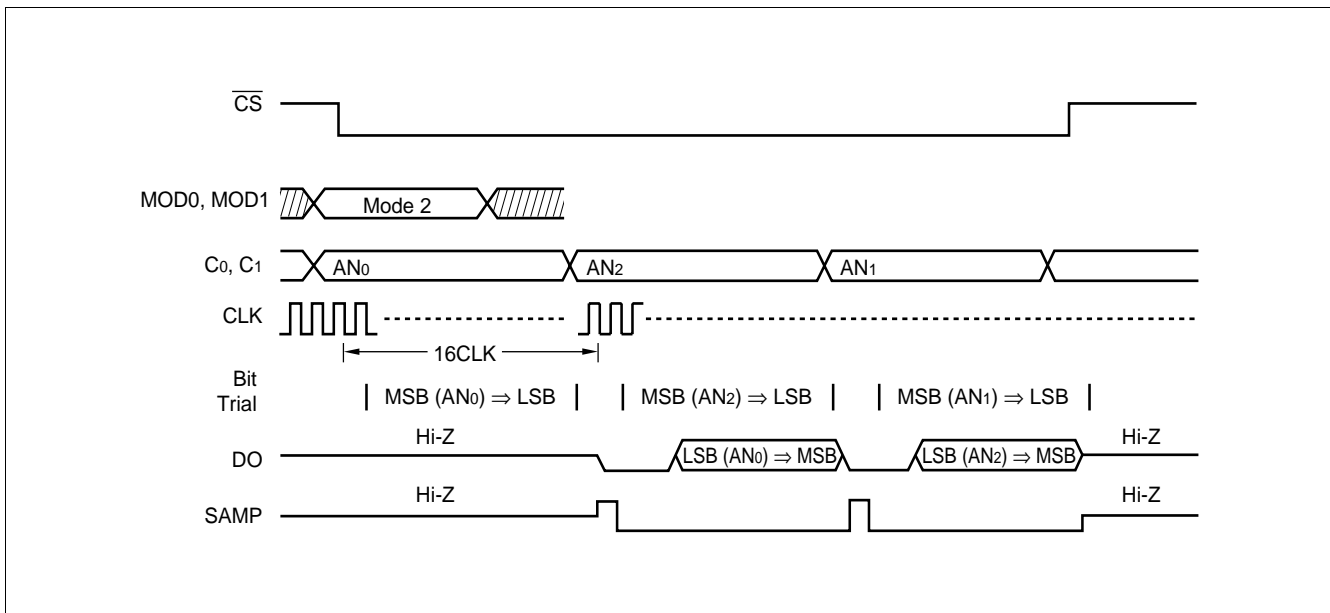 CS
MOD0, MOD1
Mode 2
C0, C1
AN0
AN2
AN1
CLK
16CLK
Bit
Trial
MSB (AN0) ⇒ LSB
MSB (AN2) ⇒ LSB
MSB (AN1) ⇒ LSB
DO
Hi-Z
LSB (AN0) ⇒ MSB
LSB (AN2) ⇒ MSB
Hi-Z
SAMP
Hi-Z
Hi-Z